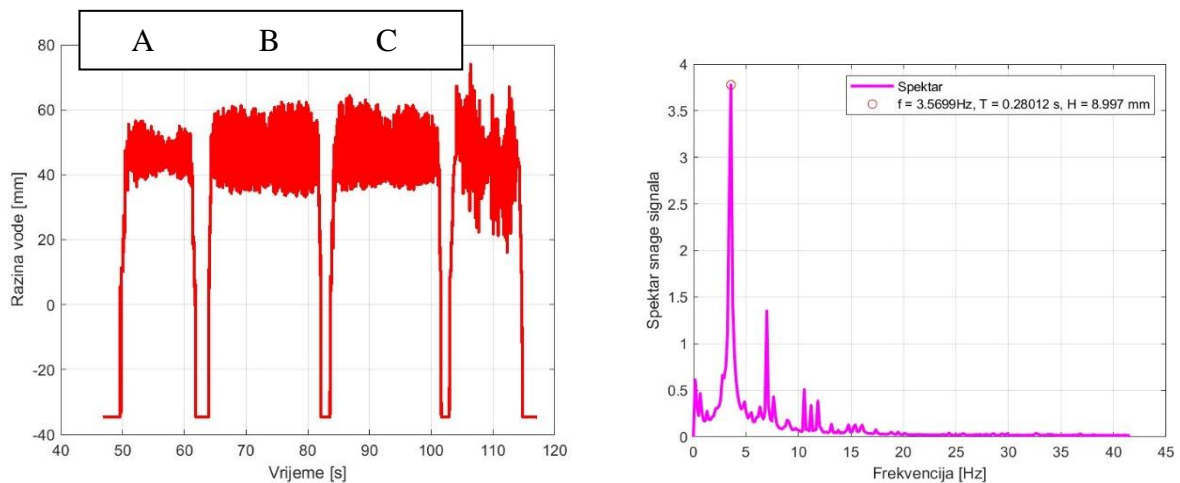 A B C
80
60
40
20
0
-20
-40
40 50 60 70 80 90 100 110 120
Razina vode [mm]
Vrijeme [s]
4
3.5
3
2.5
2
1.5
1
0.5
0
0 5 10 15 20 25 30 35 40 45
Spektar snage signala
Frekvencija [Hz]
Spektar
f = 3.5699Hz, T = 0.28012 s, H = 8.997 mm